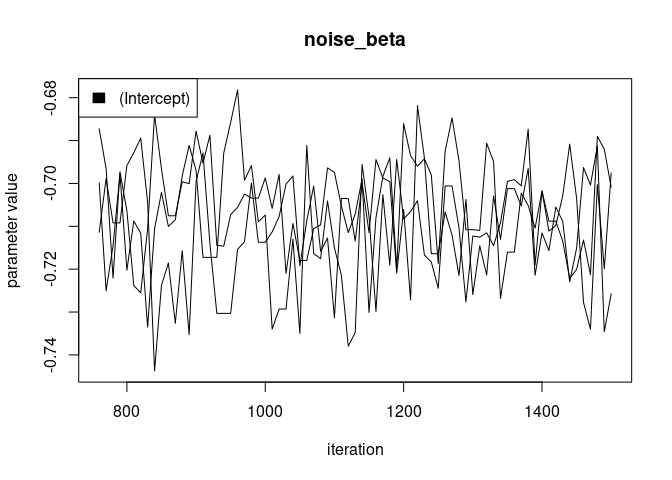 noise_beta
(Intercept)
parameter value
-0.68
-0.70
-0.72
-0.74
800 1000 1200 1400
iteration